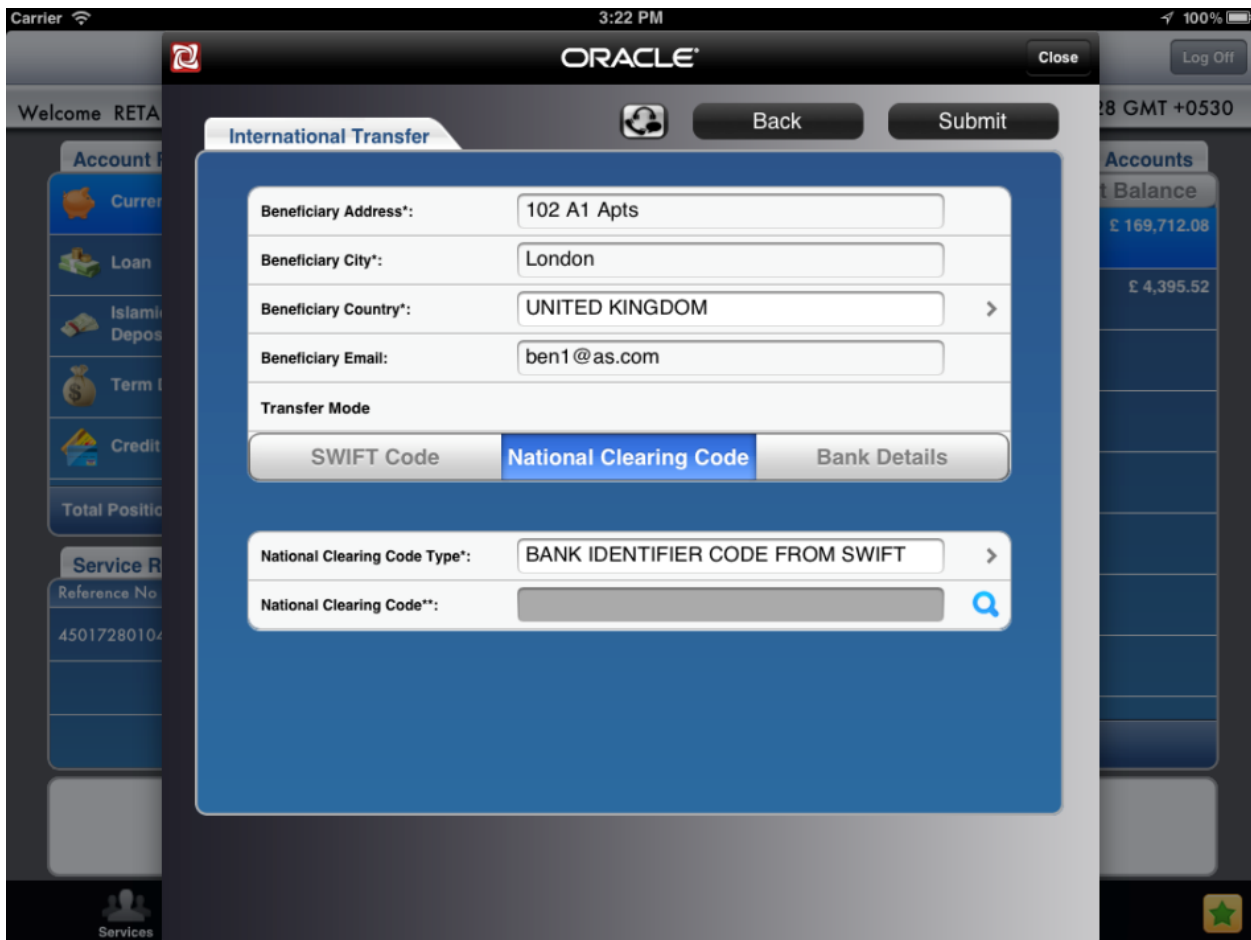 Carrier 3:22 PM 100%
ORACLE
Close
Log Off
Welcome RETA
28 GMT +0530
International Transfer
Back
Submit
Account
Accounts
Balance
Curre
£ 169,712.08
Loan
£ 4,395.52
Islami
Depos
Term
Credit
Total Positio
Service R
Reference No
4501728010
Beneficiary Address*: 102 A1 Apts
Beneficiary City*: London
Beneficiary Country*: UNITED KINGDOM
Beneficiary Email: ben1@as.com
Transfer Mode
SWIFT Code National Clearing Code Bank Details
National Clearing Code Type*: BANK IDENTIFIER CODE FROM SWIFT
National Clearing Code**:
Services